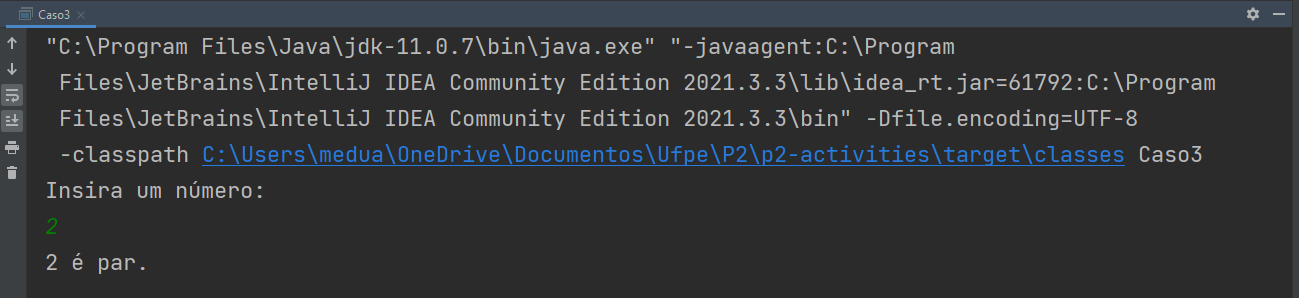 Caso3
"C:\Program Files\Java\jdk-11.0.7\bin\java.exe" "-javaagent:C:\Program
Files\JetBrains\IntelliJ IDEA Community Edition 2021.3.3\lib\idea_rt.jar=61792:C:\Program
Files\JetBrains\IntelliJ IDEA Community Edition 2021.3.3\bin" -Dfile.encoding=UTF-8
-classpath C:\Users\medua\OneDrive\Documentos\Ufpe\P2\p2-activities\target\classes Caso3
Insira um número:
2
2 é par.